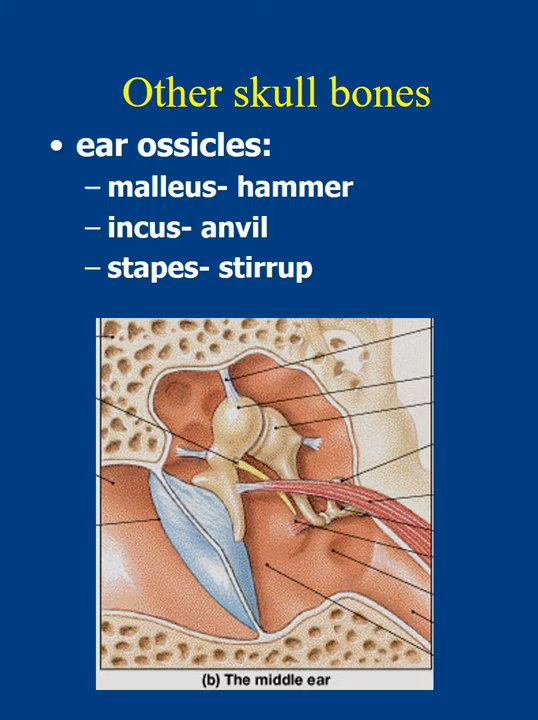 Other skull bones
• ear ossicles:
– malleus- hammer
– incus- anvil
– stapes- stirrup
(b) The middle ear